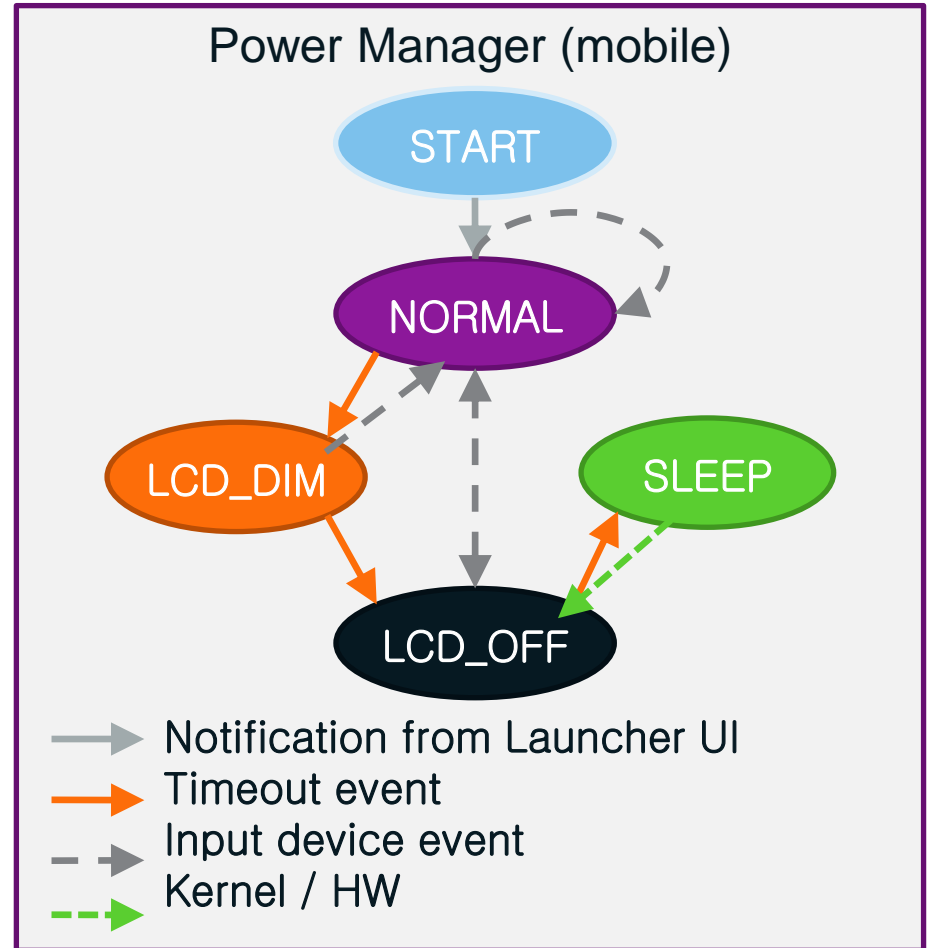 Power Manager (mobile)
START
NORMAL
LCD_DIM
SLEEP
LCD_OFF
Notification from Launcher UI
Timeout event
Input device event
Kernel / HW